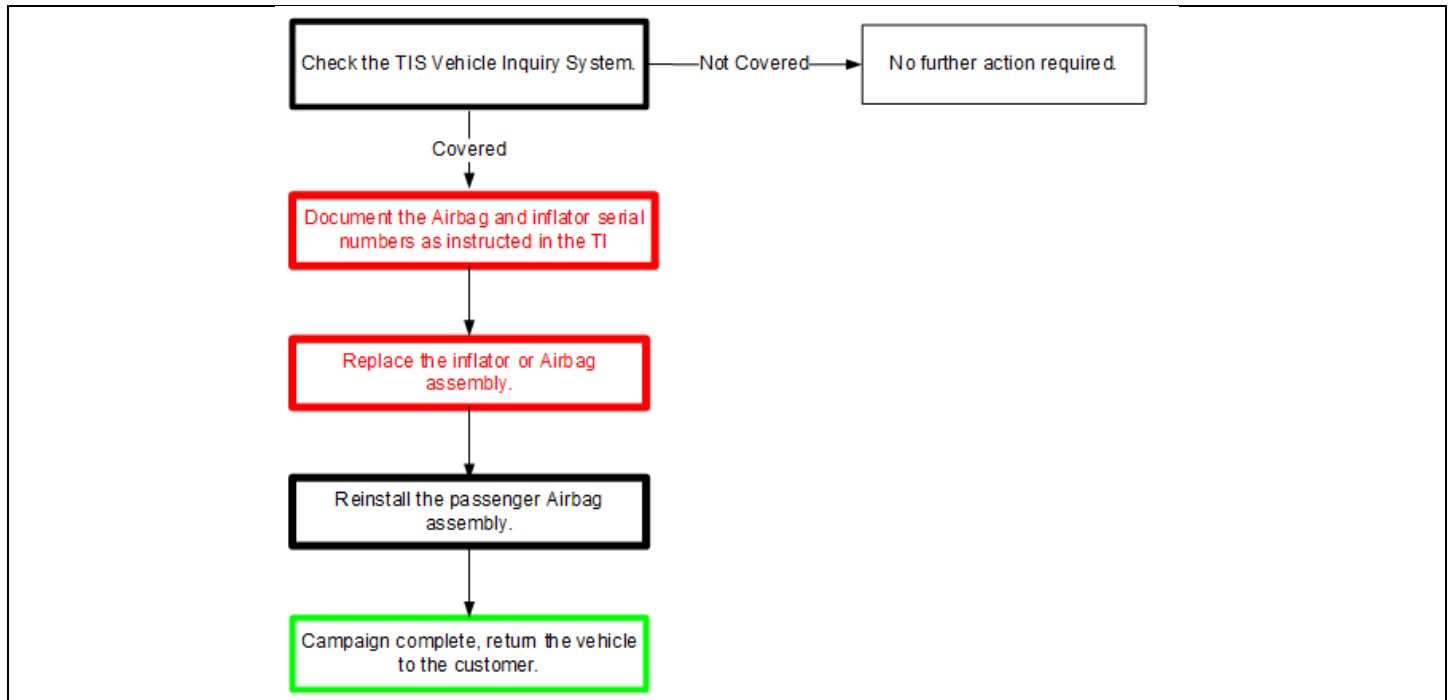 Check the TIS Vehicle Inquiry System.
Not Covered
No further action required.
Covered
Document the Airbag and inflator serial
numbers as instructed in the TI
Replace the inflator or Airbag
assembly.
Reinstall the passenger Airbag
assembly.
Campaign complete, return the vehicle
to the customer.